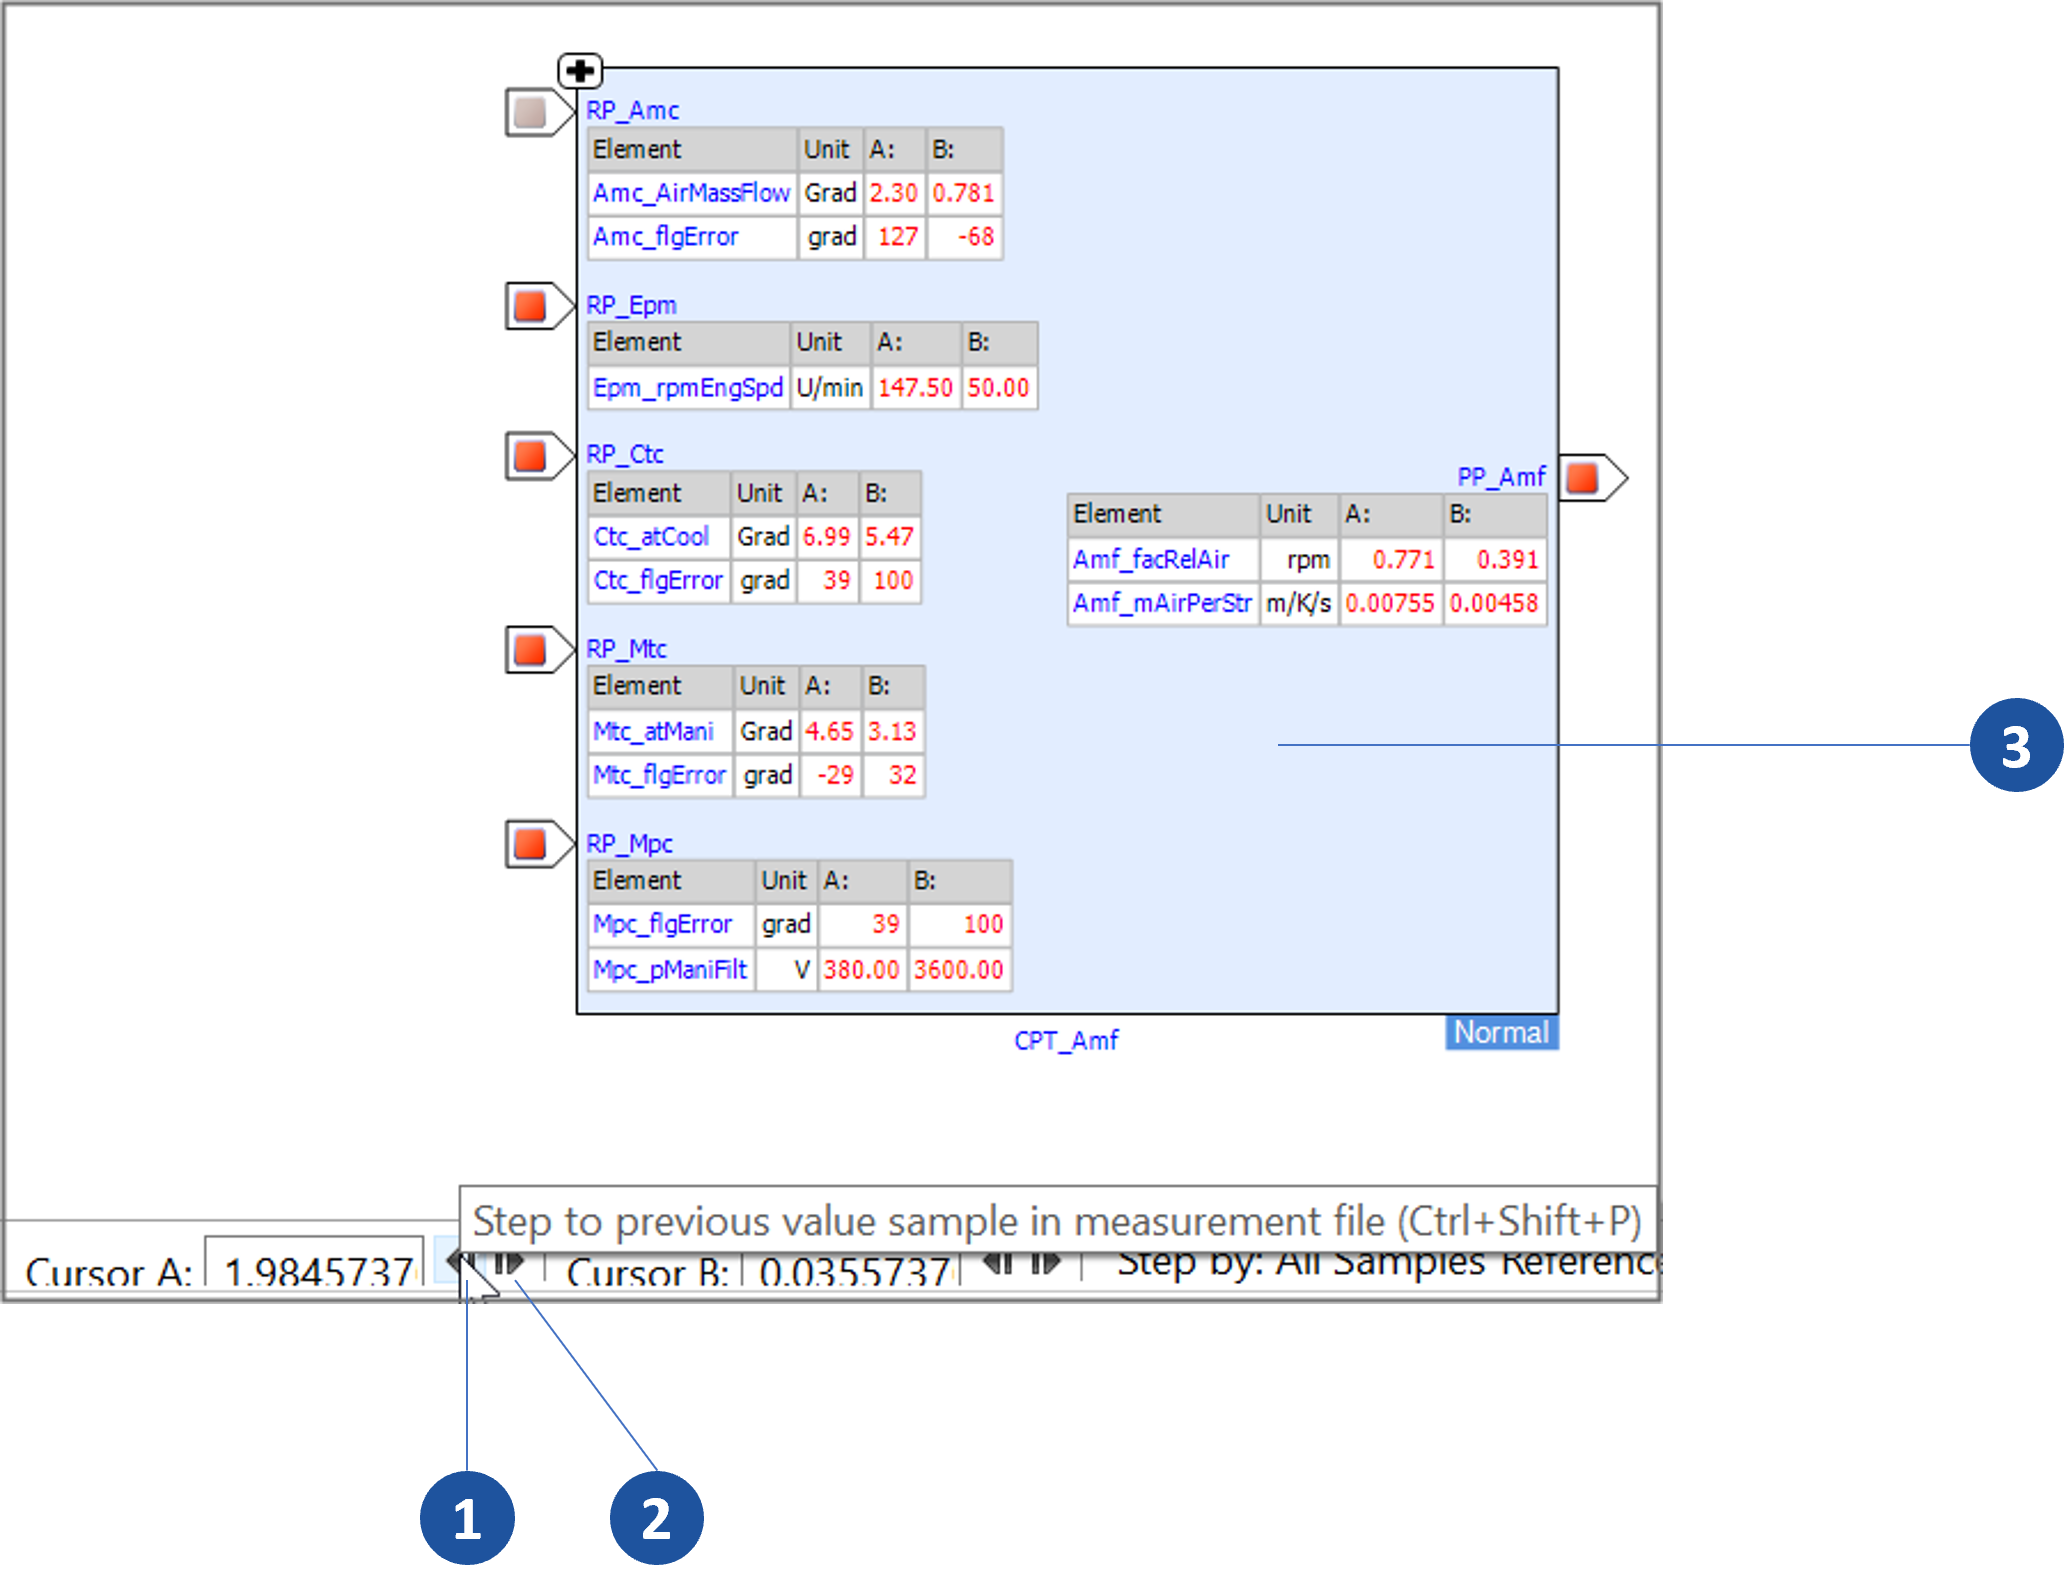 RP_Amc
Element Unit A: B:
Amc_AirMassFlow Grad 2.30 0.781
Amc_flgError grad 127 -68
RP_Epm
Element Unit A: B:
Epm_rpmEngSpd U/min 147.50 50.00
RP_Ctc
Element Unit A: B:
Ctc_atCool Grad 6.99 5.47
Ctc_flgError grad 39 100
PP_Amf
Element Unit A: B:
Amf_facRelAir rpm 0.771 0.391
Amf_mAirPerStr m/K/s 0.00755 0.00458
RP_Mtc
Element Unit A: B:
Mtc_atMani Grad 4.65 3.13
Mtc_flgError grad -29 32
3
RP_Mpc
Element Unit A: B:
Mpc_flgError grad 39 100
Mpc_pManiFilt V 380.00 3600.00
CPT_Amf
Normal
Step to previous value sample in measurement file (Ctrl+Shift+P)
Cursor A: 1.9845737 Cursor B: 0.0355737 Step by: All Samples Referenc
1
2